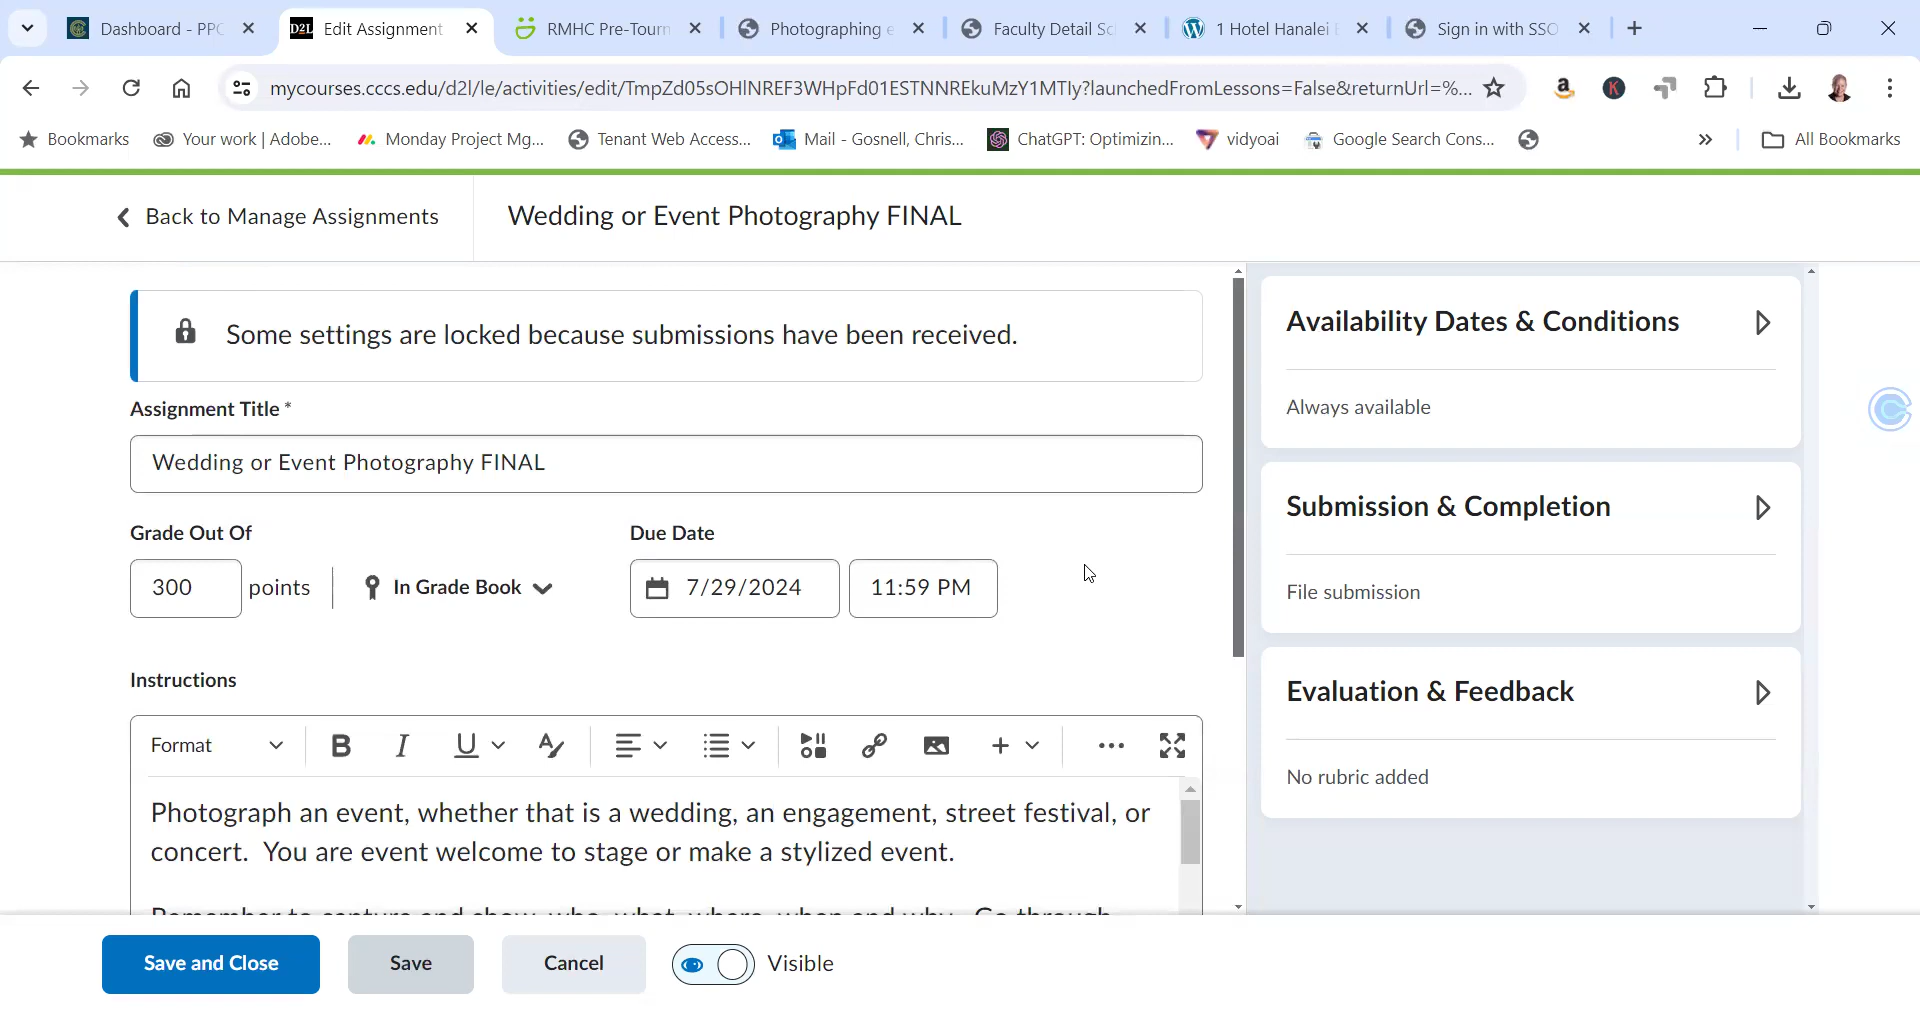 Dashboard - PPC
D2L Edit Assignment
RMHC Pre-Tourn
Photographing e
Faculty Detail Sc
1 Hotel Hanalei
Sign in with SSO
mycourses.cccs.edu/d2l/le/activities/edit/TmpZd05sOHlNREF3WHpFd01ESTNNREkuMzY1MTIy?launchedFromLessons=False&returnUrl=%...
Bookmarks
Your work | Adobe...
Monday Project Mg...
Tenant Web Access...
Mail - Gosnell, Chris...
ChatGPT: Optimizin...
vidyoai
Google Search Cons...
All Bookmarks
Back to Manage Assignments
Wedding or Event Photography FINAL
Some settings are locked because submissions have been received.
Assignment Title *
Wedding or Event Photography FINAL
Grade Out Of
300 points
In Grade Book
Due Date
7/29/2024
11:59 PM
Instructions
Format
Photograph an event, whether that is a wedding, an engagement, street festival, or
concert.  You are event welcome to stage or make a stylized event.
Remember to capture and show, who, what, where, when and why.  Go through
Save and Close
Save
Cancel
Visible
Availability Dates & Conditions
Always available
Submission & Completion
File submission
Evaluation & Feedback
No rubric added